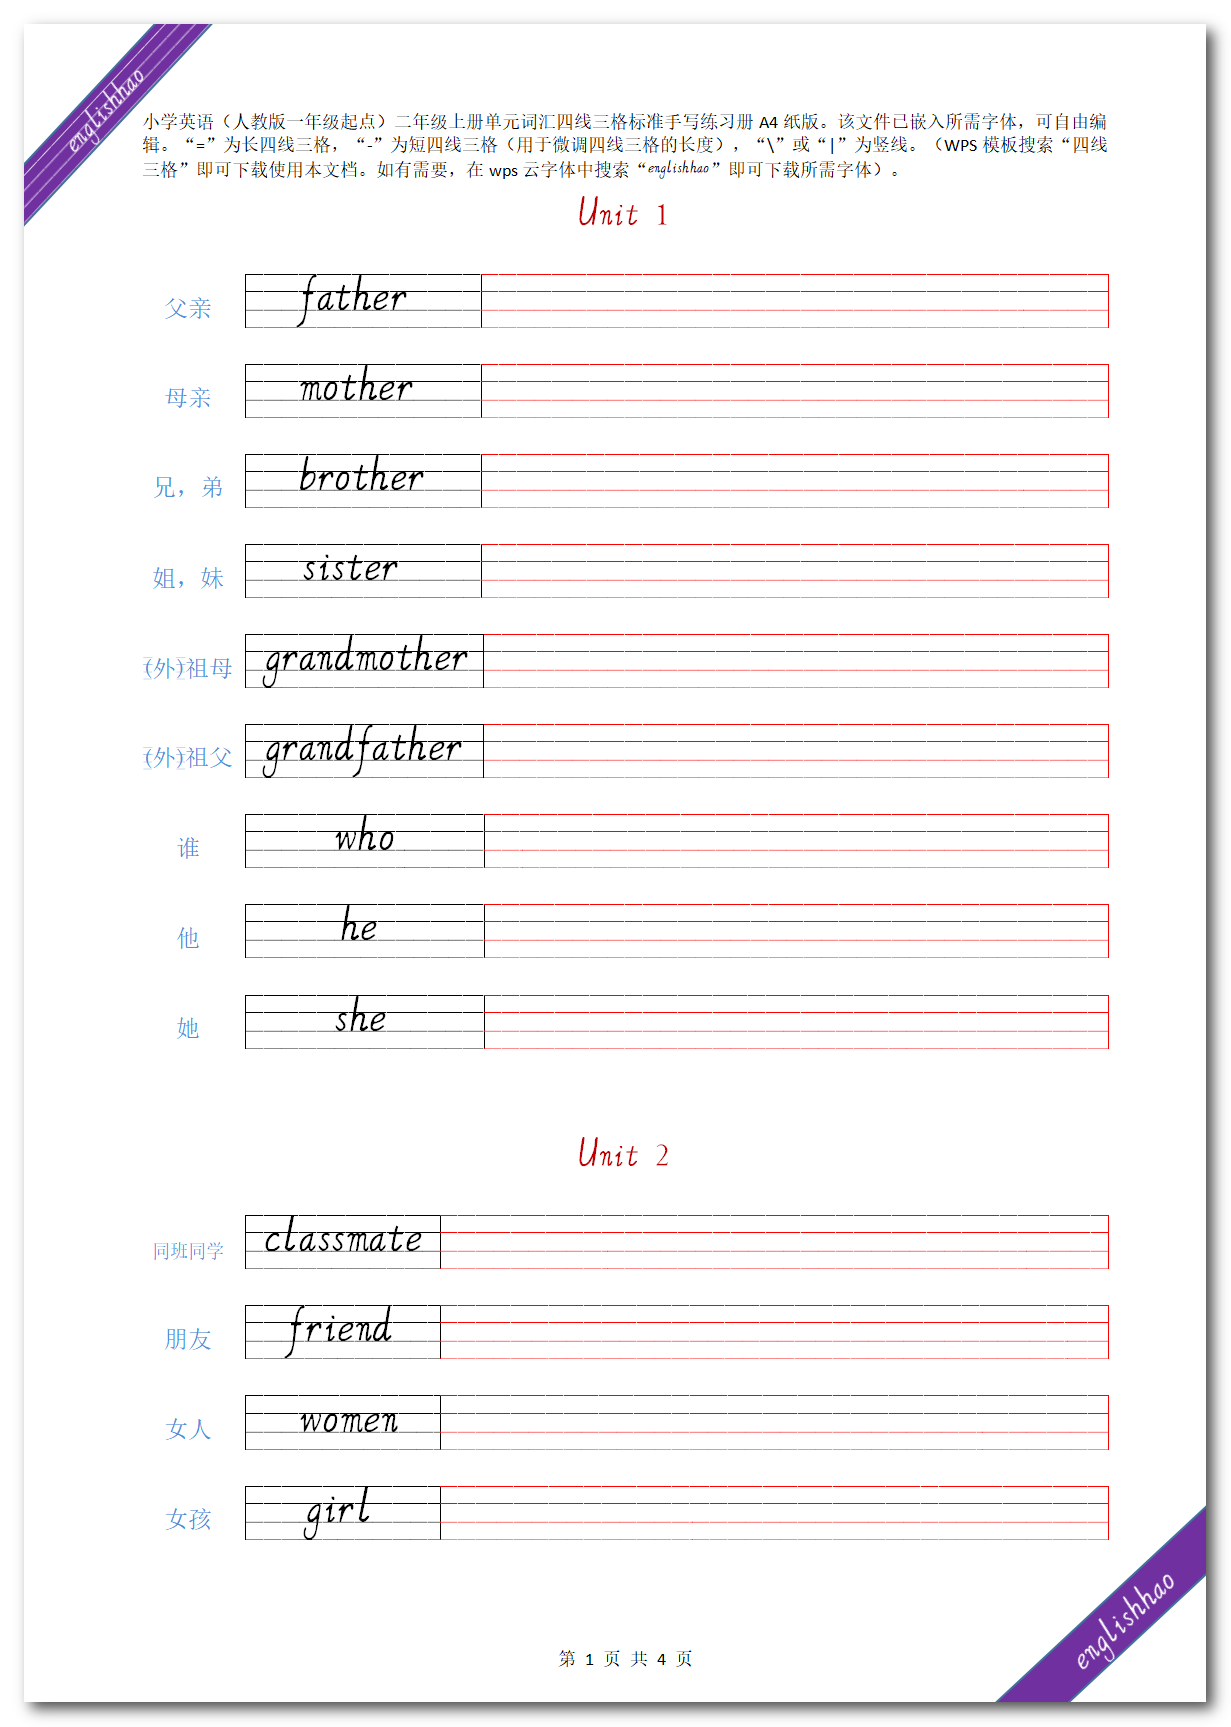 englishhao
小学英语（人教版一年级起点）二年级上册单元词汇四线三格标准手写练习册 A4 纸版。该文件已嵌入所需字体，可自由编
辑。“=”为长四线三格，“-”为短四线三格（用于微调四线三格的长度），“\”或“|”为竖线。（WPS 模板搜索“四线
三格”即可下载使用本文档。如有需要，在 wps 云字体中搜索“englishhao”即可下载所需字体）。
Unit 1
父亲 father
母亲 mother
兄，弟 brother
姐，妹 sister
(外)祖母 grandmother
(外)祖父 grandfather
谁 who
他 he
她 she
Unit 2
同班同学 classmate
朋友 friend
女人 women
女孩 girl
englishhao
第 1 页 共 4 页